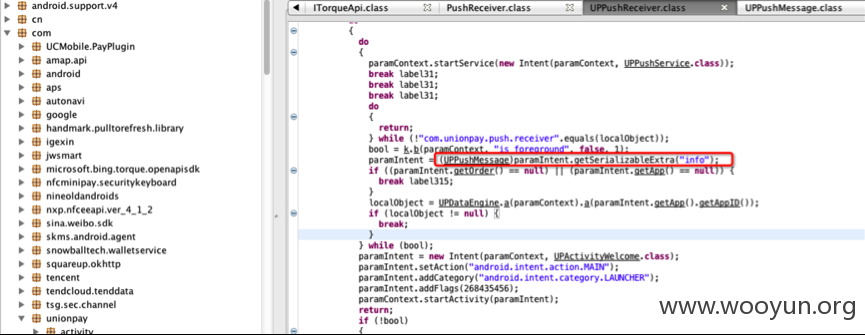 android.support.v4
cn
com
UCMobile.PayPlugin
amap.api
android
aps
autonavi
google
handmark.pulltorefresh.library
igexin
jwsmart
microsoft.bing.torque.openapisdk
nfcminipay.securitykeyboard
nineoldandroids
nxp.nfceeapi.ver_4_1_2
sina.weibo.sdk
skms.android.agent
snowballtech.walletservice
squareup.okhttp
tencent
tendcloud.tenddata
tsg.sec.channel
unionpay
activity
ITorqueApi.class
PushReceiver.class
UPPushReceiver.class
UPPushMessage.class
do
{
do
{
paramContext.startService(new Intent(paramContext, UPPushService.class));
break label31;
break label31;
break label31;
do
{
return;
} while (!"com.unionpay.push.receiver".equals(localObject));
bool = k.b(paramContext, "is_foreground", false, 1);
paramIntent = (UPPushMessage)paramIntent.getSerializableExtra("info");
if ((paramIntent.getOrder() == null) || (paramIntent.getApp() == null)) {
break label315;
}
localObject = UPDataEngine.a(paramContext).a(paramIntent.getApp().getAppID());
if (localObject != null) {
break;
}
} while (bool);
paramIntent = new Intent(paramContext, UPActivityWelcome.class);
paramIntent.setAction("android.intent.action.MAIN");
paramIntent.addCategory("android.intent.category.LAUNCHER");
paramIntent.addFlags(268435456);
paramContext.startActivity(paramIntent);
return;
if (!bool)
{
www.wooyun.org